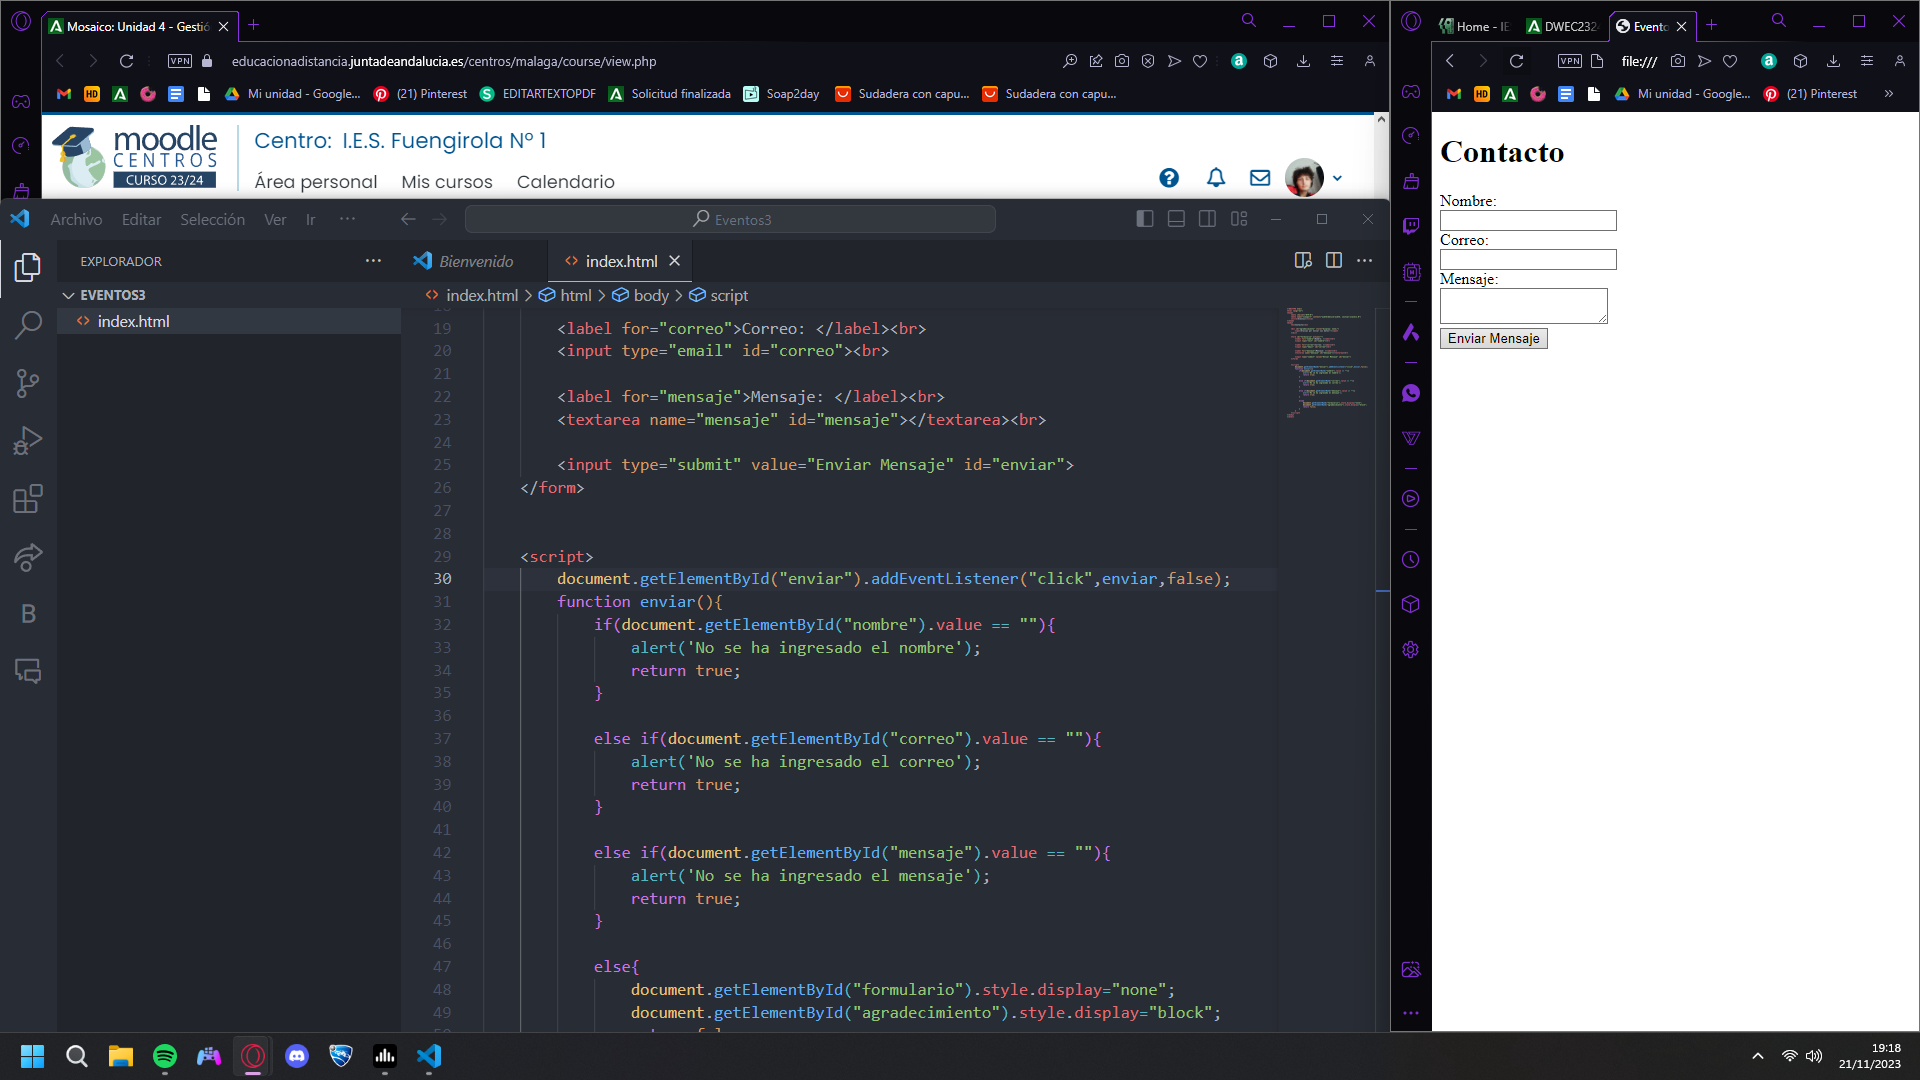 Mosaico: Unidad 4 - Gestió
VPN
educacionadistancia.juntadeandalucia.es/centros/malaga/course/view.php
HD
Mi unidad - Google...
(21) Pinterest
EDITARTEXTOPDF
Solicitud finalizada
Soap2day
Sudadera con capu...
Sudadera con capu...
moodle
CENTROS
CURSO 23/24
Centro: I.E.S. Fuengirola Nº 1
Área personal
Mis cursos
Calendario
Archivo
Editar
Selección
Ver
Ir
Eventos3
EXPLORADOR
EVENTOS3
index.html
Bienvenido
index.html
index.html > html > body > script
19 <label for="correo">Correo: </label><br>
20 <input type="email" id="correo"><br>
21
22 <label for="mensaje">Mensaje: </label><br>
23 <textarea name="mensaje" id="mensaje"></textarea><br>
24
25 <input type="submit" value="Enviar Mensaje" id="enviar">
26 </form>
27
28
29 <script>
30 document.getElementById("enviar").addEventListener("click",enviar,false);
31 function enviar(){
32 if(document.getElementById("nombre").value == ""){
33 alert('No se ha ingresado el nombre');
34 return true;
35 }
36
37 else if(document.getElementById("correo").value == ""){
38 alert('No se ha ingresado el correo');
39 return true;
40 }
41
42 else if(document.getElementById("mensaje").value == ""){
43 alert('No se ha ingresado el mensaje');
44 return true;
45 }
46
47 else{
48 document.getElementById("formulario").style.display="none";
49 document.getElementById("agradecimiento").style.display="block";
Home - IE
DWEC232
Evento
VPN
file:///
HD
Mi unidad - Google...
(21) Pinterest
Contacto
Nombre:
Correo:
Mensaje:
Enviar Mensaje
19:18
21/11/2023